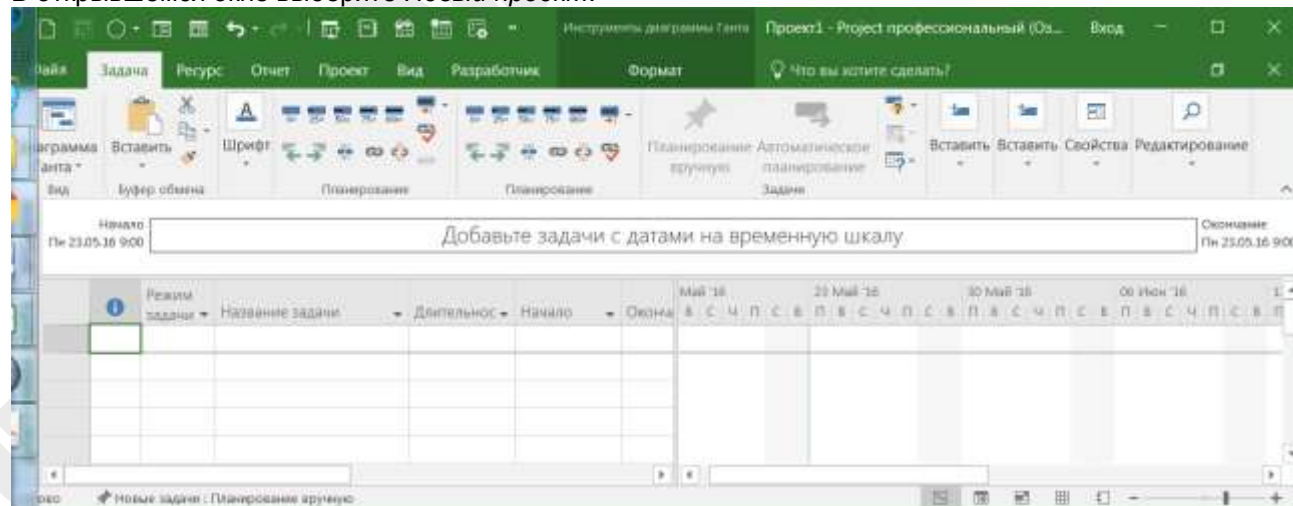 В открывшемся окне выберите Новый проект.
Инструменты диаграммы Ганта Проект1 - Project профессиональный (Оз... Вход
Файл Задача Ресурс Отчет Проект Вид Разработчик Формат Что вы хотите сделать?
Вставить Шрифт Планирование вручную Автоматическое планирование Вставить Вставить Свойства Редактирование
Вид Буфер обмена Планирование Планирование Задачи
Начало
Пн 23.05.16 9:00
Добавьте задачи с датами на временную шкалу
Окончание
Пн 23.05.16 9:00
Режим задачи Название задачи Длительнос Начало Оконча
Май '16 23 Май '16 30 Май '16 06 Июн '16
В С Ч П С В П В С Ч П С В П В С Ч П С В П В С Ч П С В П
Новые задачи : Планирование вручную